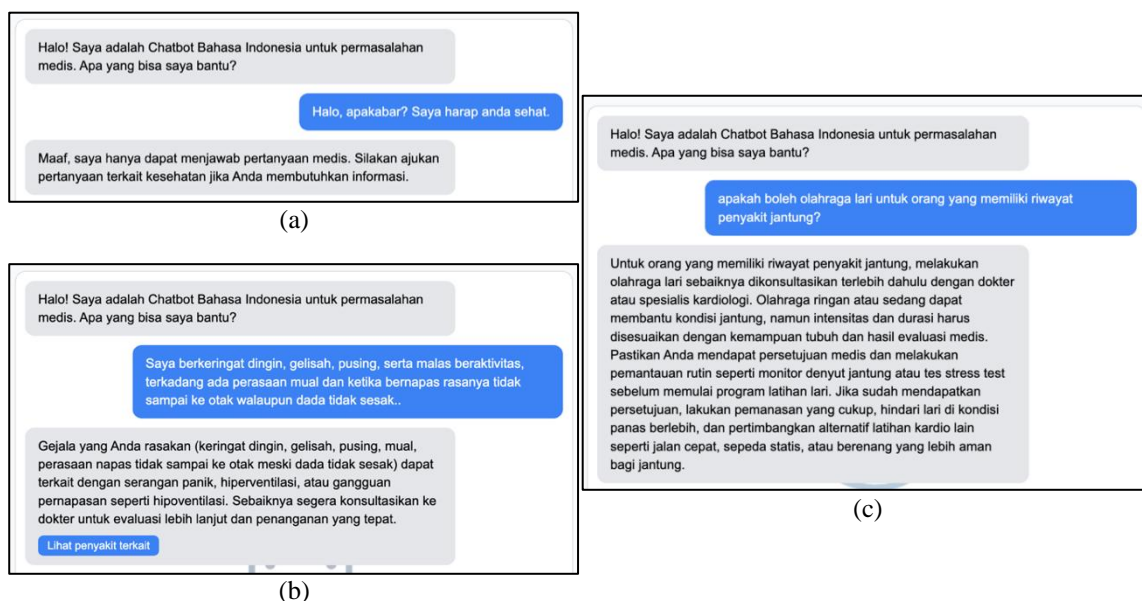 Halo! Saya adalah Chatbot Bahasa Indonesia untuk permasalahan
medis. Apa yang bisa saya bantu?
Halo, apakabar? Saya harap anda sehat.
Maaf, saya hanya dapat menjawab pertanyaan medis. Silakan ajukan
pertanyaan terkait kesehatan jika Anda membutuhkan informasi.
(a)
Halo! Saya adalah Chatbot Bahasa Indonesia untuk permasalahan
medis. Apa yang bisa saya bantu?
Saya berkeringat dingin, gelisah, pusing, serta malas beraktivitas,
terkadang ada perasaan mual dan ketika bernapas rasanya tidak
sampai ke otak walaupun dada tidak sesak..
Gejala yang Anda rasakan (keringat dingin, gelisah, pusing, mual,
perasaan napas tidak sampai ke otak meski dada tidak sesak) dapat
terkait dengan serangan panik, hiperventilasi, atau gangguan
pernapasan seperti hipoventilasi. Sebaiknya segera konsultasikan ke
dokter untuk evaluasi lebih lanjut dan penanganan yang tepat.
Lihat penyakit terkait
(b)
Halo! Saya adalah Chatbot Bahasa Indonesia untuk permasalahan
medis. Apa yang bisa saya bantu?
apakah boleh olahraga lari untuk orang yang memiliki riwayat
penyakit jantung?
Untuk orang yang memiliki riwayat penyakit jantung, melakukan
olahraga lari sebaiknya dikonsultasikan terlebih dahulu dengan dokter
atau spesialis kardiologi. Olahraga ringan atau sedang dapat
membantu kondisi jantung, namun intensitas dan durasi harus
disesuaikan dengan kemampuan tubuh dan hasil evaluasi medis.
Pastikan Anda mendapat persetujuan medis dan melakukan
pemantauan rutin seperti monitor denyut jantung atau tes stress test
sebelum memulai program latihan lari. Jika sudah mendapatkan
persetujuan, lakukan pemanasan yang cukup, hindari lari di kondisi
panas berlebih, dan pertimbangkan alternatif latihan kardio lain
seperti jalan cepat, sepeda statis, atau berenang yang lebih aman
bagi jantung.
(c)